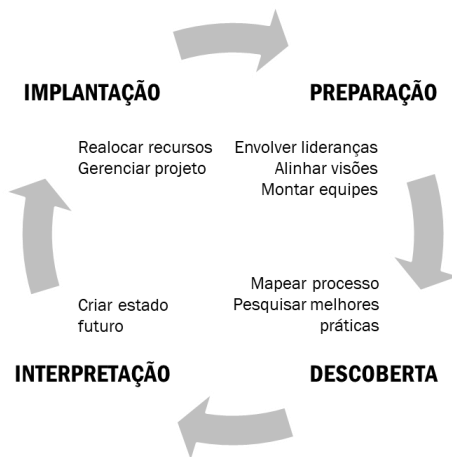 IMPLANTAÇÃO
PREPARAÇÃO
Realocar recursos
Gerenciar projeto
Envolver lideranças
Alinhar visões
Montar equipes
Criar estado
futuro
Mapear processo
Pesquisar melhores
práticas
INTERPRETAÇÃO
DESCOBERTA